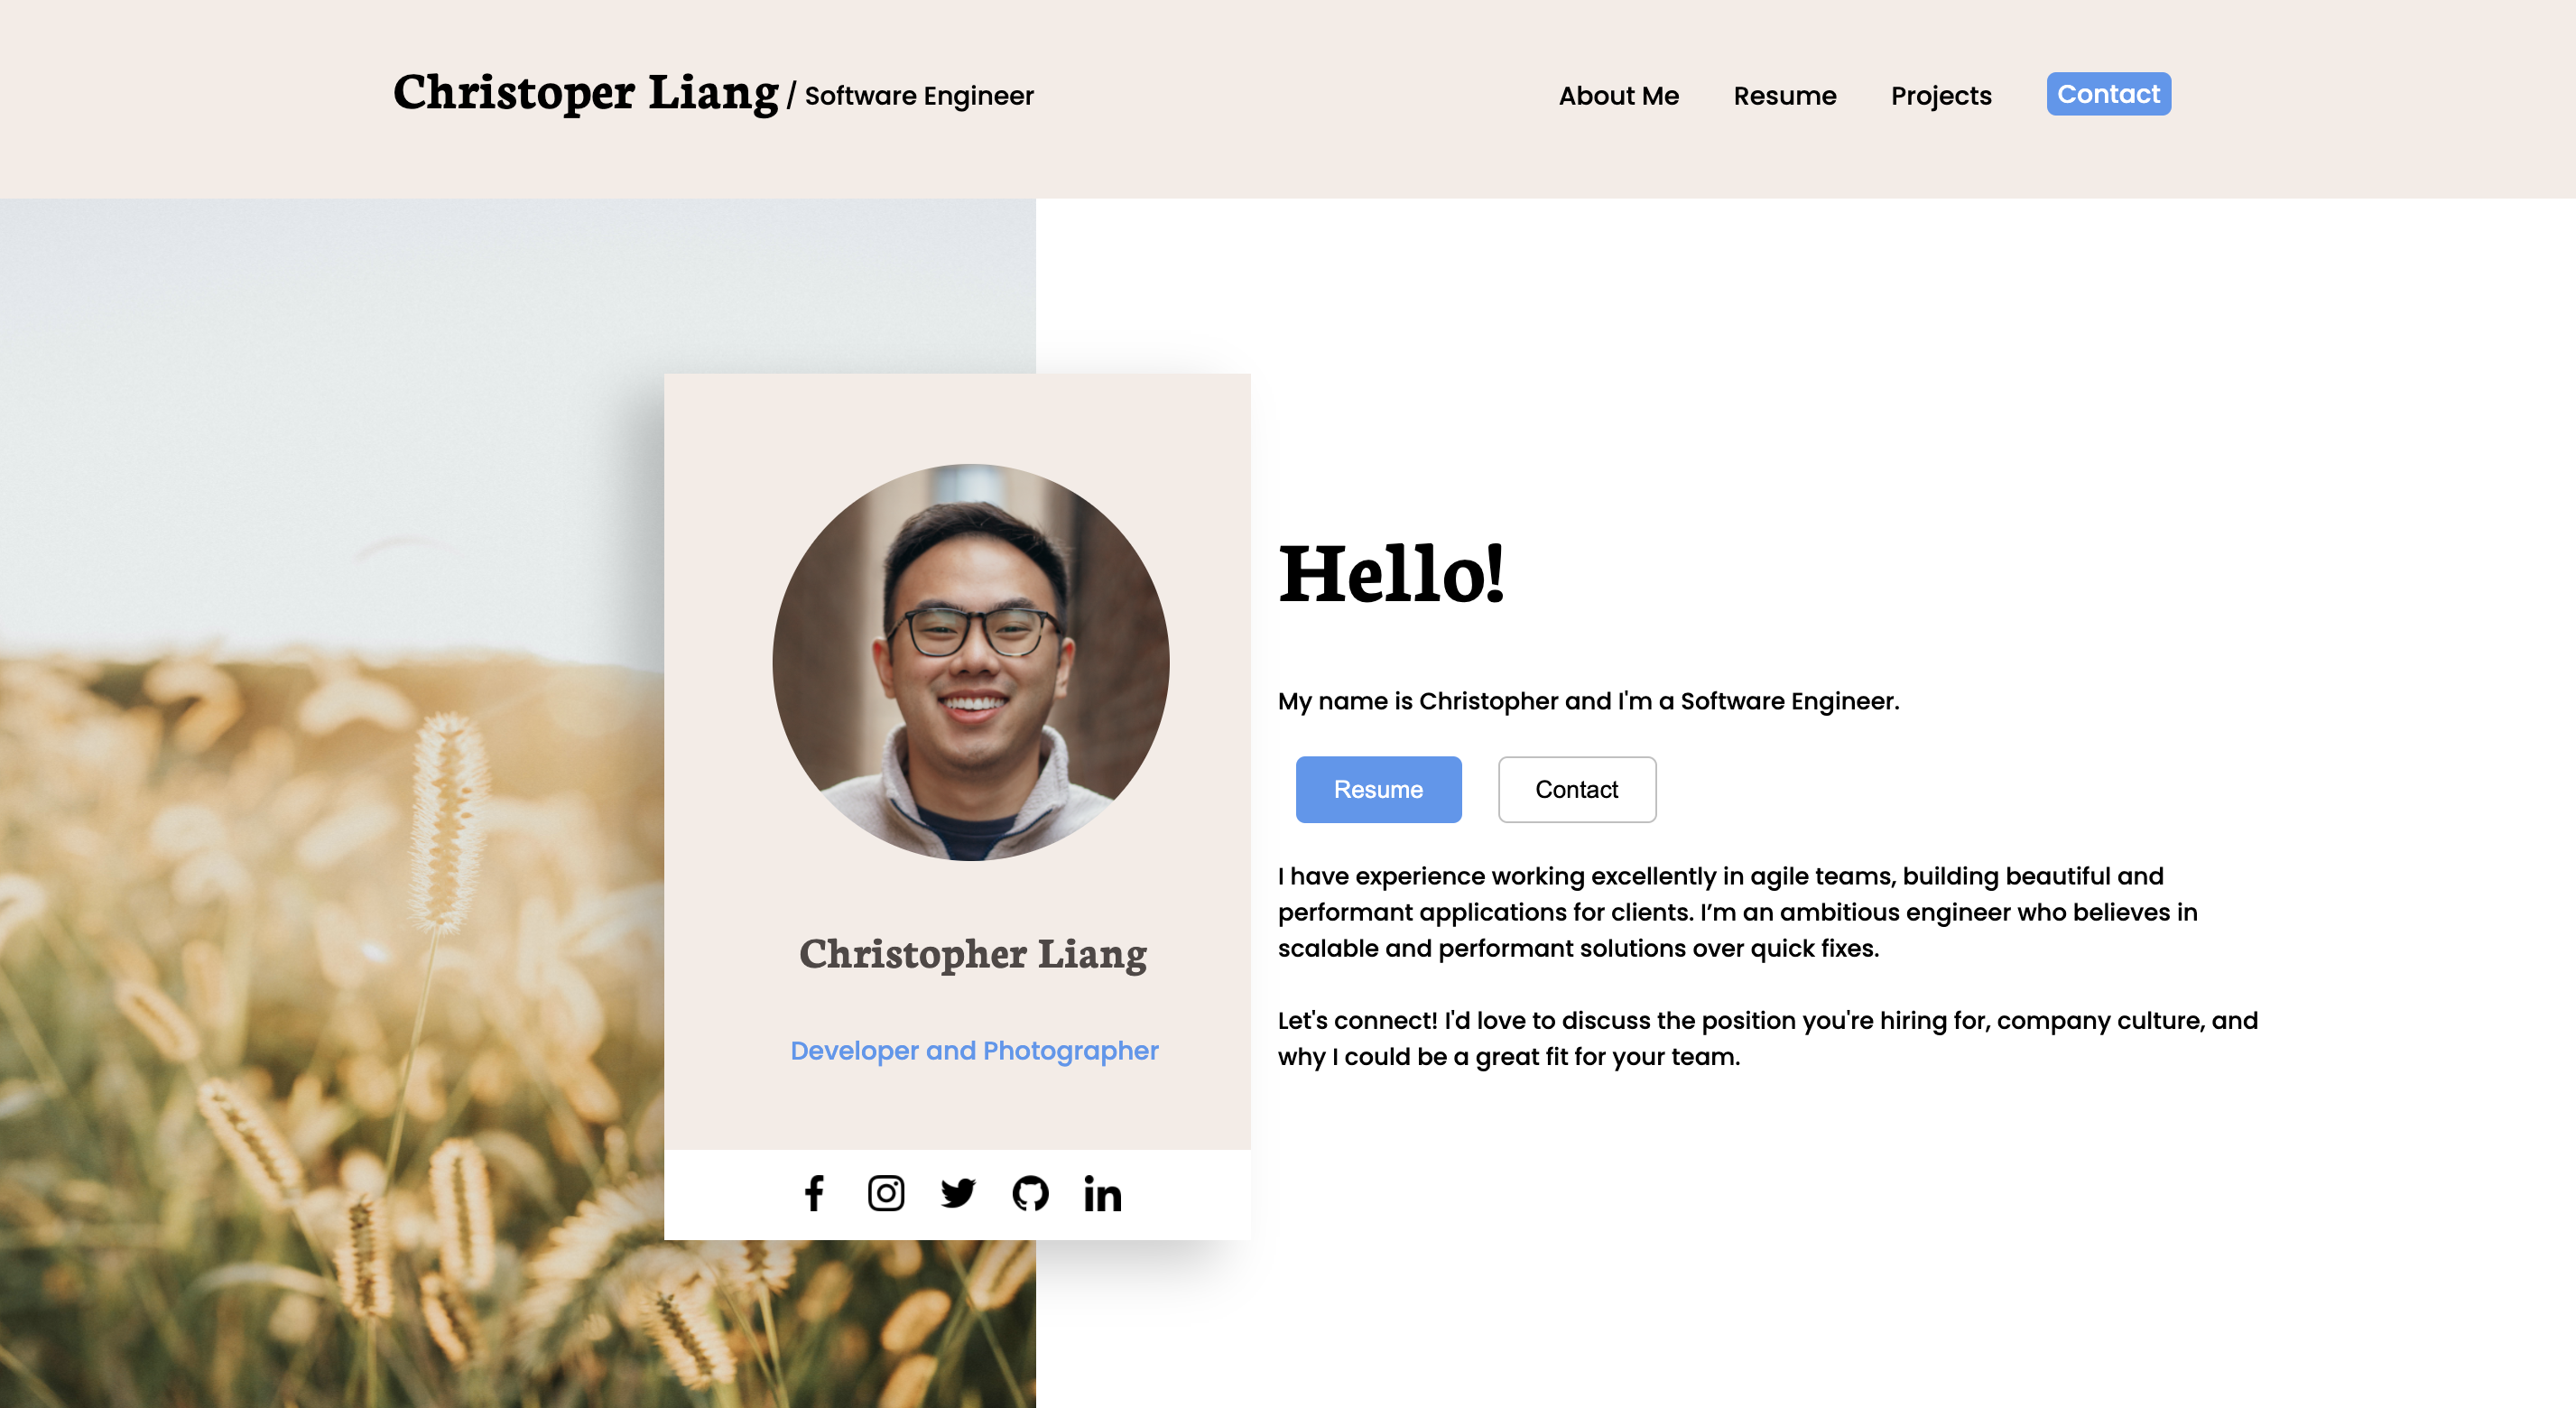 Christoper Liang / Software Engineer
About Me Resume Projects Contact
Christopher Liang
Developer and Photographer
Hello!
My name is Christopher and I'm a Software Engineer.
Resume Contact
I have experience working excellently in agile teams, building beautiful and
performant applications for clients. I’m an ambitious engineer who believes in
scalable and performant solutions over quick fixes.
Let's connect! I'd love to discuss the position you're hiring for, company culture, and
why I could be a great fit for your team.